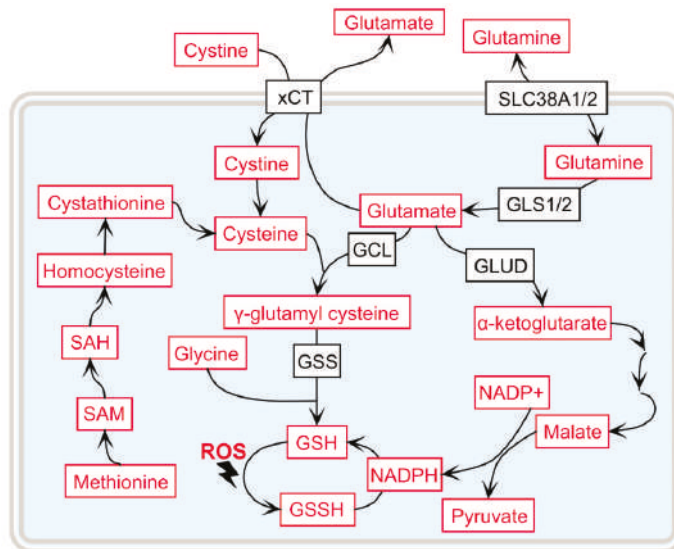 Glutamate
Cystine
Glutamine
xCT
SLC38A1/2
Cystine
Glutamine
Cystathionine
Glutamate
GLS1/2
Cysteine
GCL
Homocysteine
GLUD
γ-glutamyl cysteine
α-ketoglutarate
SAH
Glycine
GSS
NADP+
SAM
GSH
Malate
ROS
NADPH
Methionine
GSSH
Pyruvate